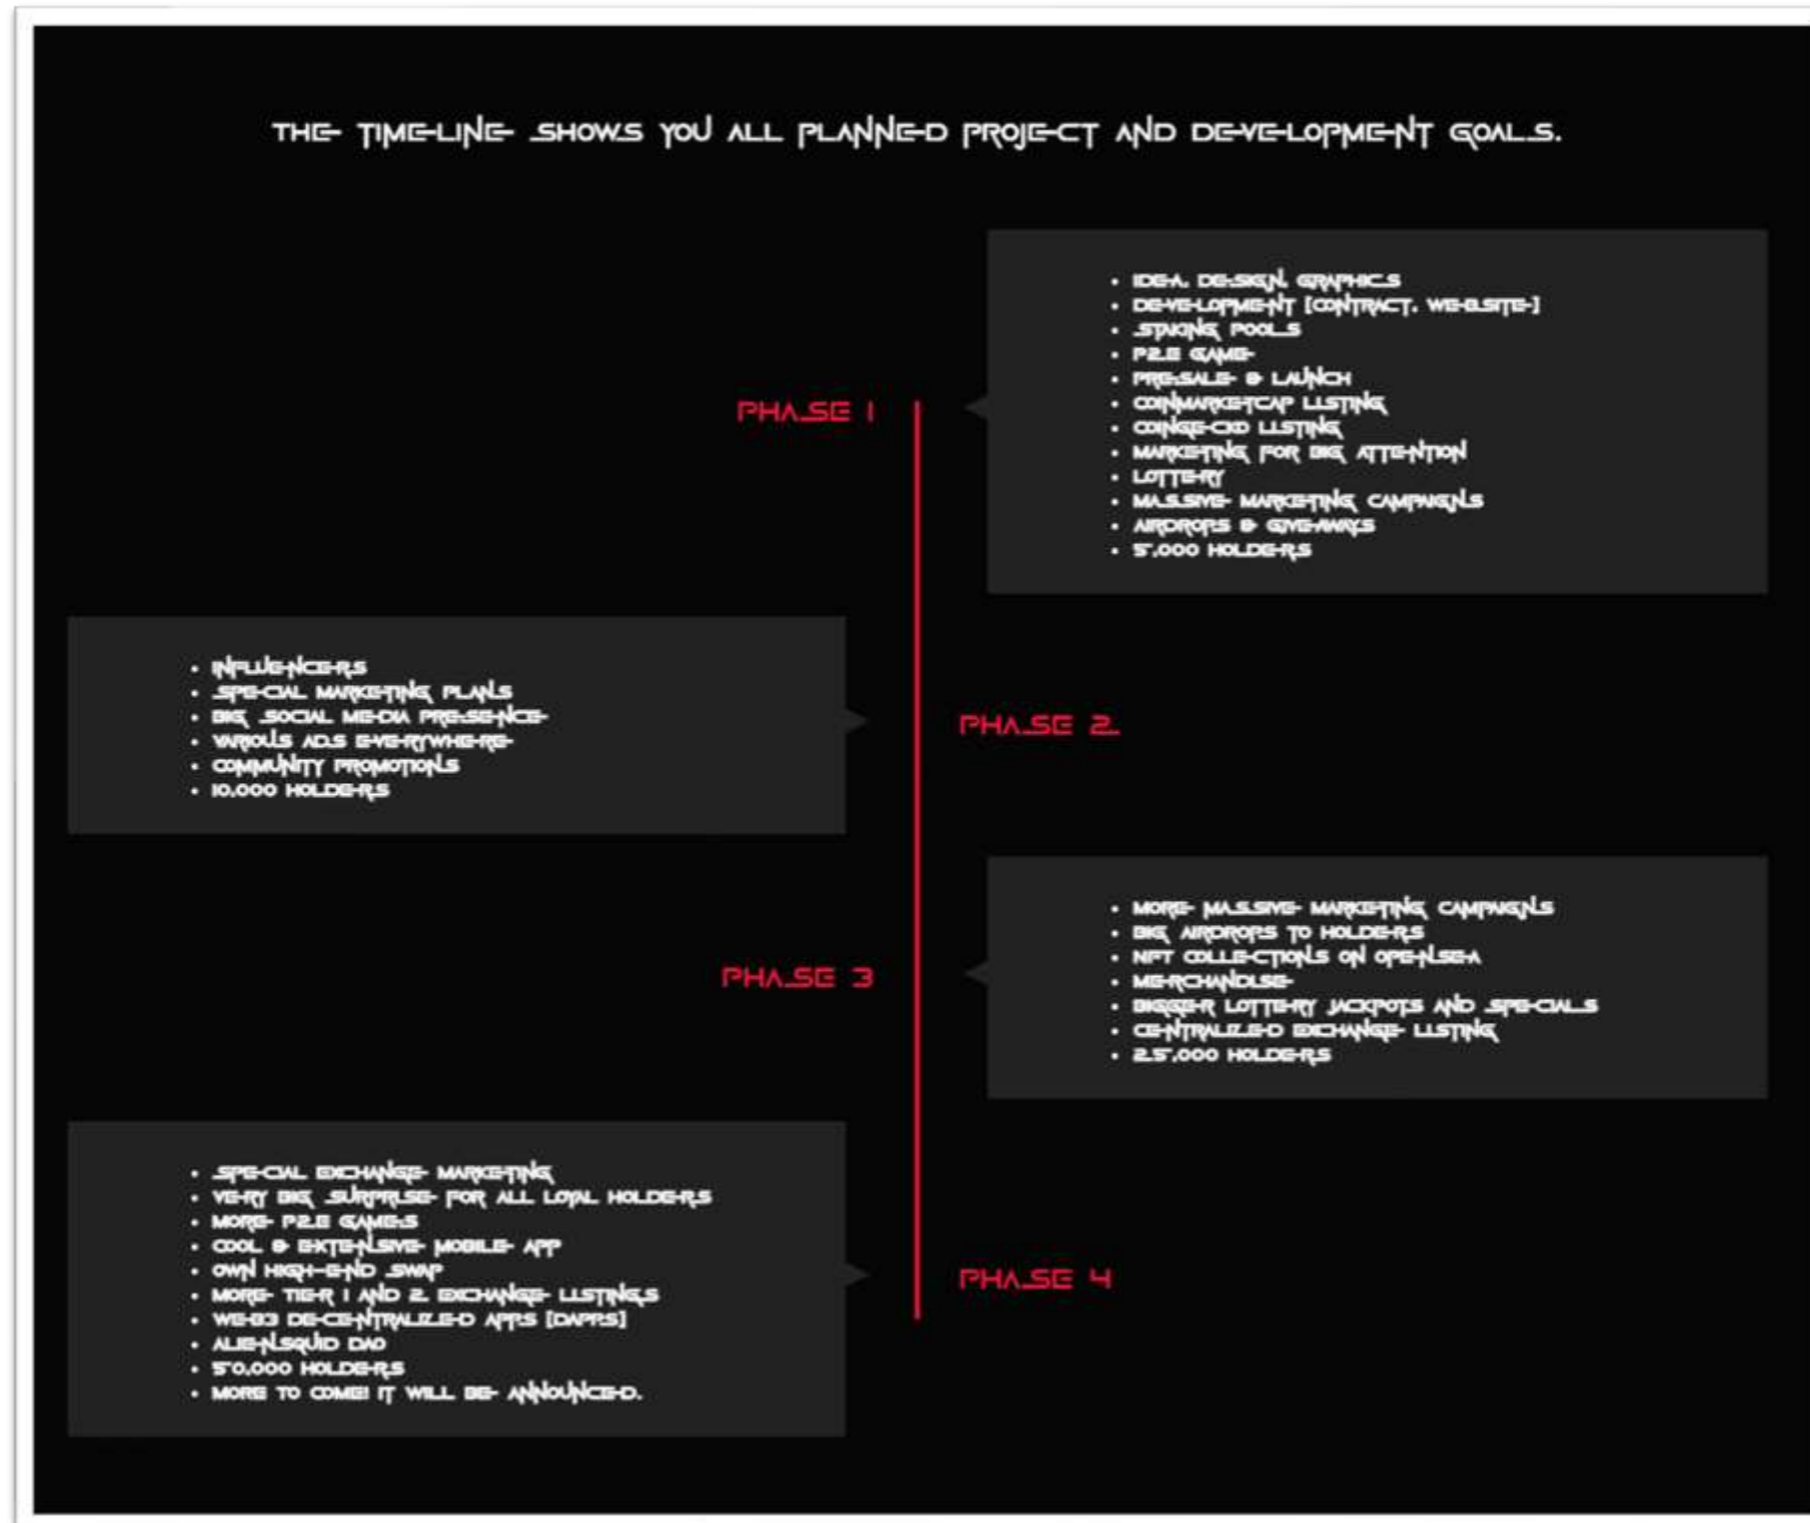 THE TIMELINE SHOWS YOU ALL PLANNED PROJECT AND DEVELOPMENT GOALS.
PHASE 1
• IDEA, DESIGN, GRAPHICS
• DEVELOPMENT [CONTRACT, WEBSITE]
• STAKING POOLS
• P2E GAME
• PRESALE & LAUNCH
• COINMARKETCAP LISTING
• COINGECKO LISTING
• MARKETING FOR BIG ATTENTION
• LOTTERY
• MASSIVE MARKETING CAMPAIGNS
• AIRDROPS & GIVEAWAYS
• 5.000 HOLDERS
PHASE 2
• INFLUENCERS
• SPECIAL MARKETING PLANS
• BIG SOCIAL MEDIA PRESENCE
• VARIOUS ADS EVERYWHERE
• COMMUNITY PROMOTIONS
• 10.000 HOLDERS
PHASE 3
• MORE MASSIVE MARKETING CAMPAIGNS
• BIG AIRDROPS TO HOLDERS
• NFT COLLECTIONS ON OPENSEA
• MERCHANDISE
• BIGGER LOTTERY JACKPOTS AND SPECIALS
• CENTRALIZED EXCHANGE LISTING
• 25.000 HOLDERS
PHASE 4
• SPECIAL EXCHANGE MARKETING
• VERY BIG SURPRISE FOR ALL LOYAL HOLDERS
• MORE P2E GAMES
• COOL & EXTENSIVE MOBILE APP
• OWN HIGH-END SWAP
• MORE TIER 1 AND 2 EXCHANGE LISTINGS
• WEB3 DECENTRALIZED APPS [DAPPS]
• ALIENSQUID DAO
• 50.000 HOLDERS
• MORE TO COME! IT WILL BE ANNOUNCED.